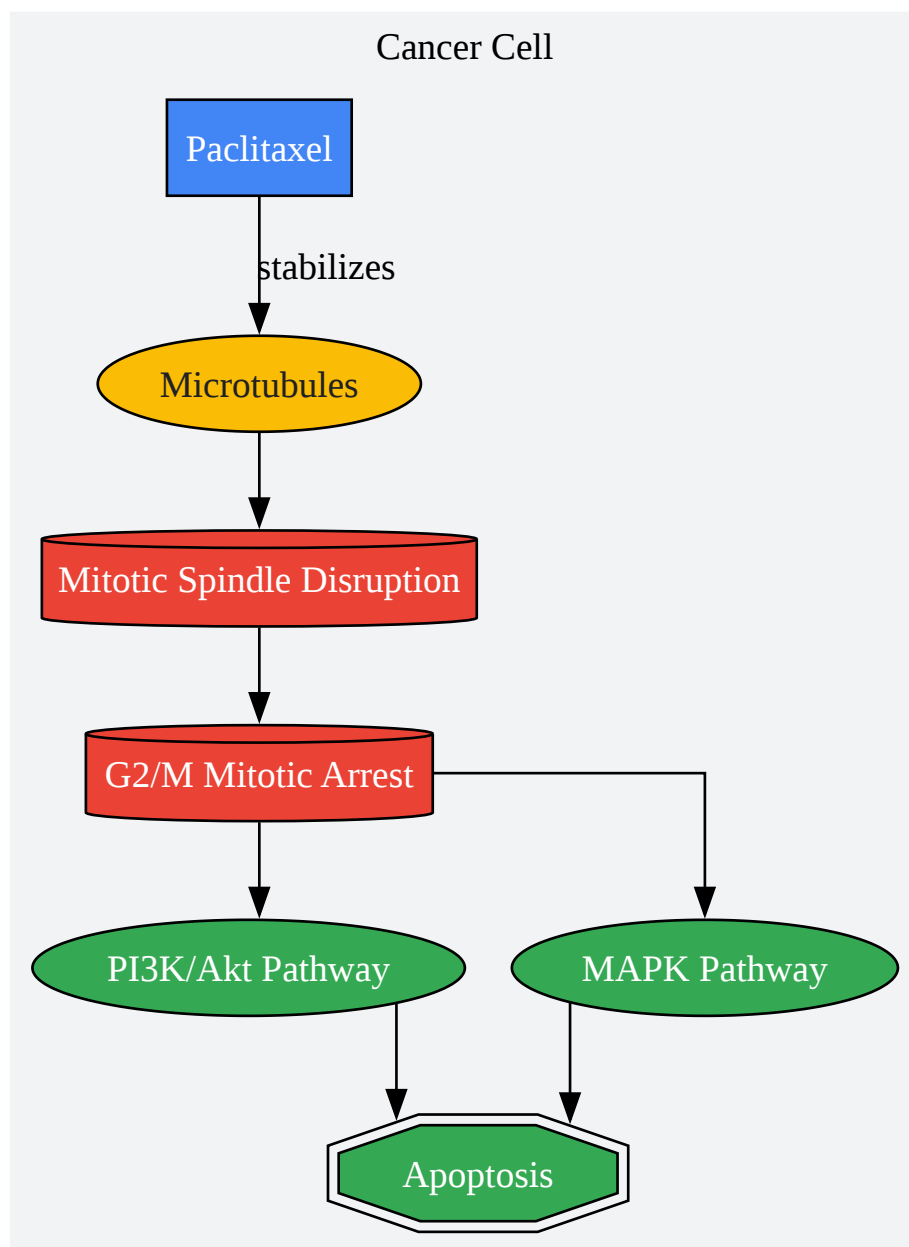 Cancer Cell
Paclitaxel
stabilizes
Microtubules
Mitotic Spindle Disruption
G2/M Mitotic Arrest
PI3K/Akt Pathway
MAPK Pathway
Apoptosis